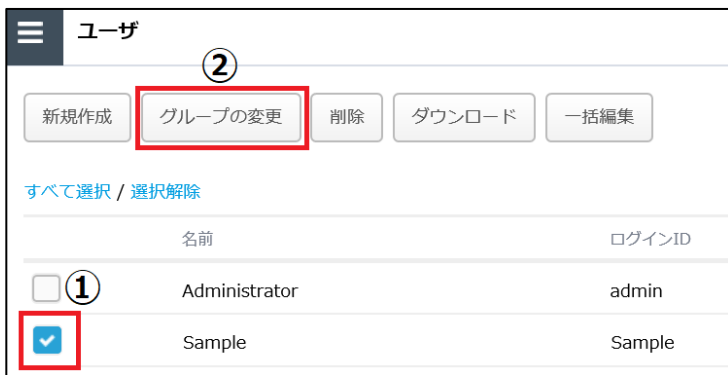 ユーザ
②
新規作成 グループの変更 削除 ダウンロード 一括編集
すべて選択 / 選択解除
名前 ログインID
① Administrator admin
Sample Sample